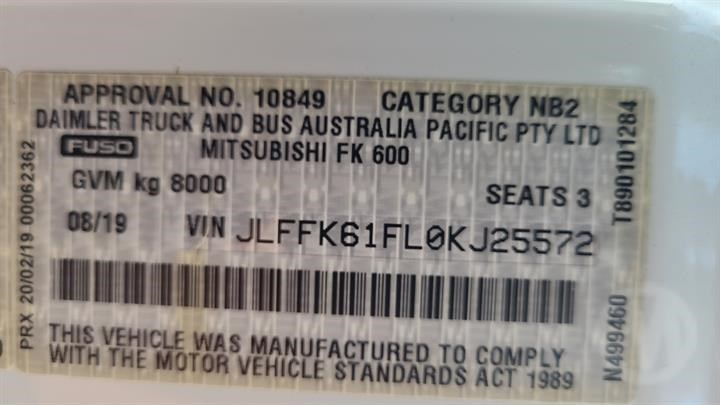 APPROVAL NO. 10849 CATEGORY NB2
DAIMLER TRUCK AND BUS AUSTRALIA PACIFIC PTY LTD
FUSO MITSUBISHI FK 600
GVM kg 8000 SEATS 3
08/19 VIN JLFFK61FL0KJ25572
THIS VEHICLE WAS MANUFACTURED TO COMPLY
WITH THE MOTOR VEHICLE STANDARDS ACT 1989
PRX 20/02/19 00062362
T890101284
N499460